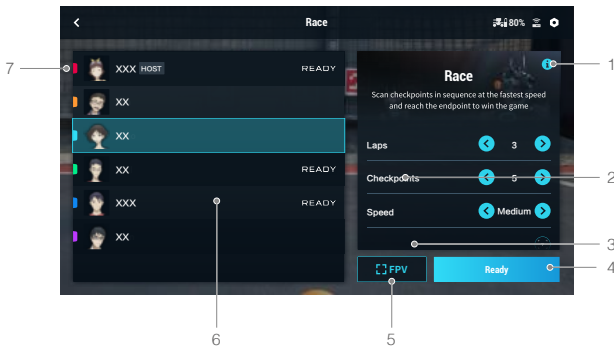 Race
80%
7
XXX HOST READY
XX
XX
XX READY
XXX READY
XX
1
Race
Scan checkpoints in sequence at the fastest speed
and reach the endpoint to win the game
Laps 3
Checkpoints 5
2
Speed Medium
3
FPV
Ready
4
6
5